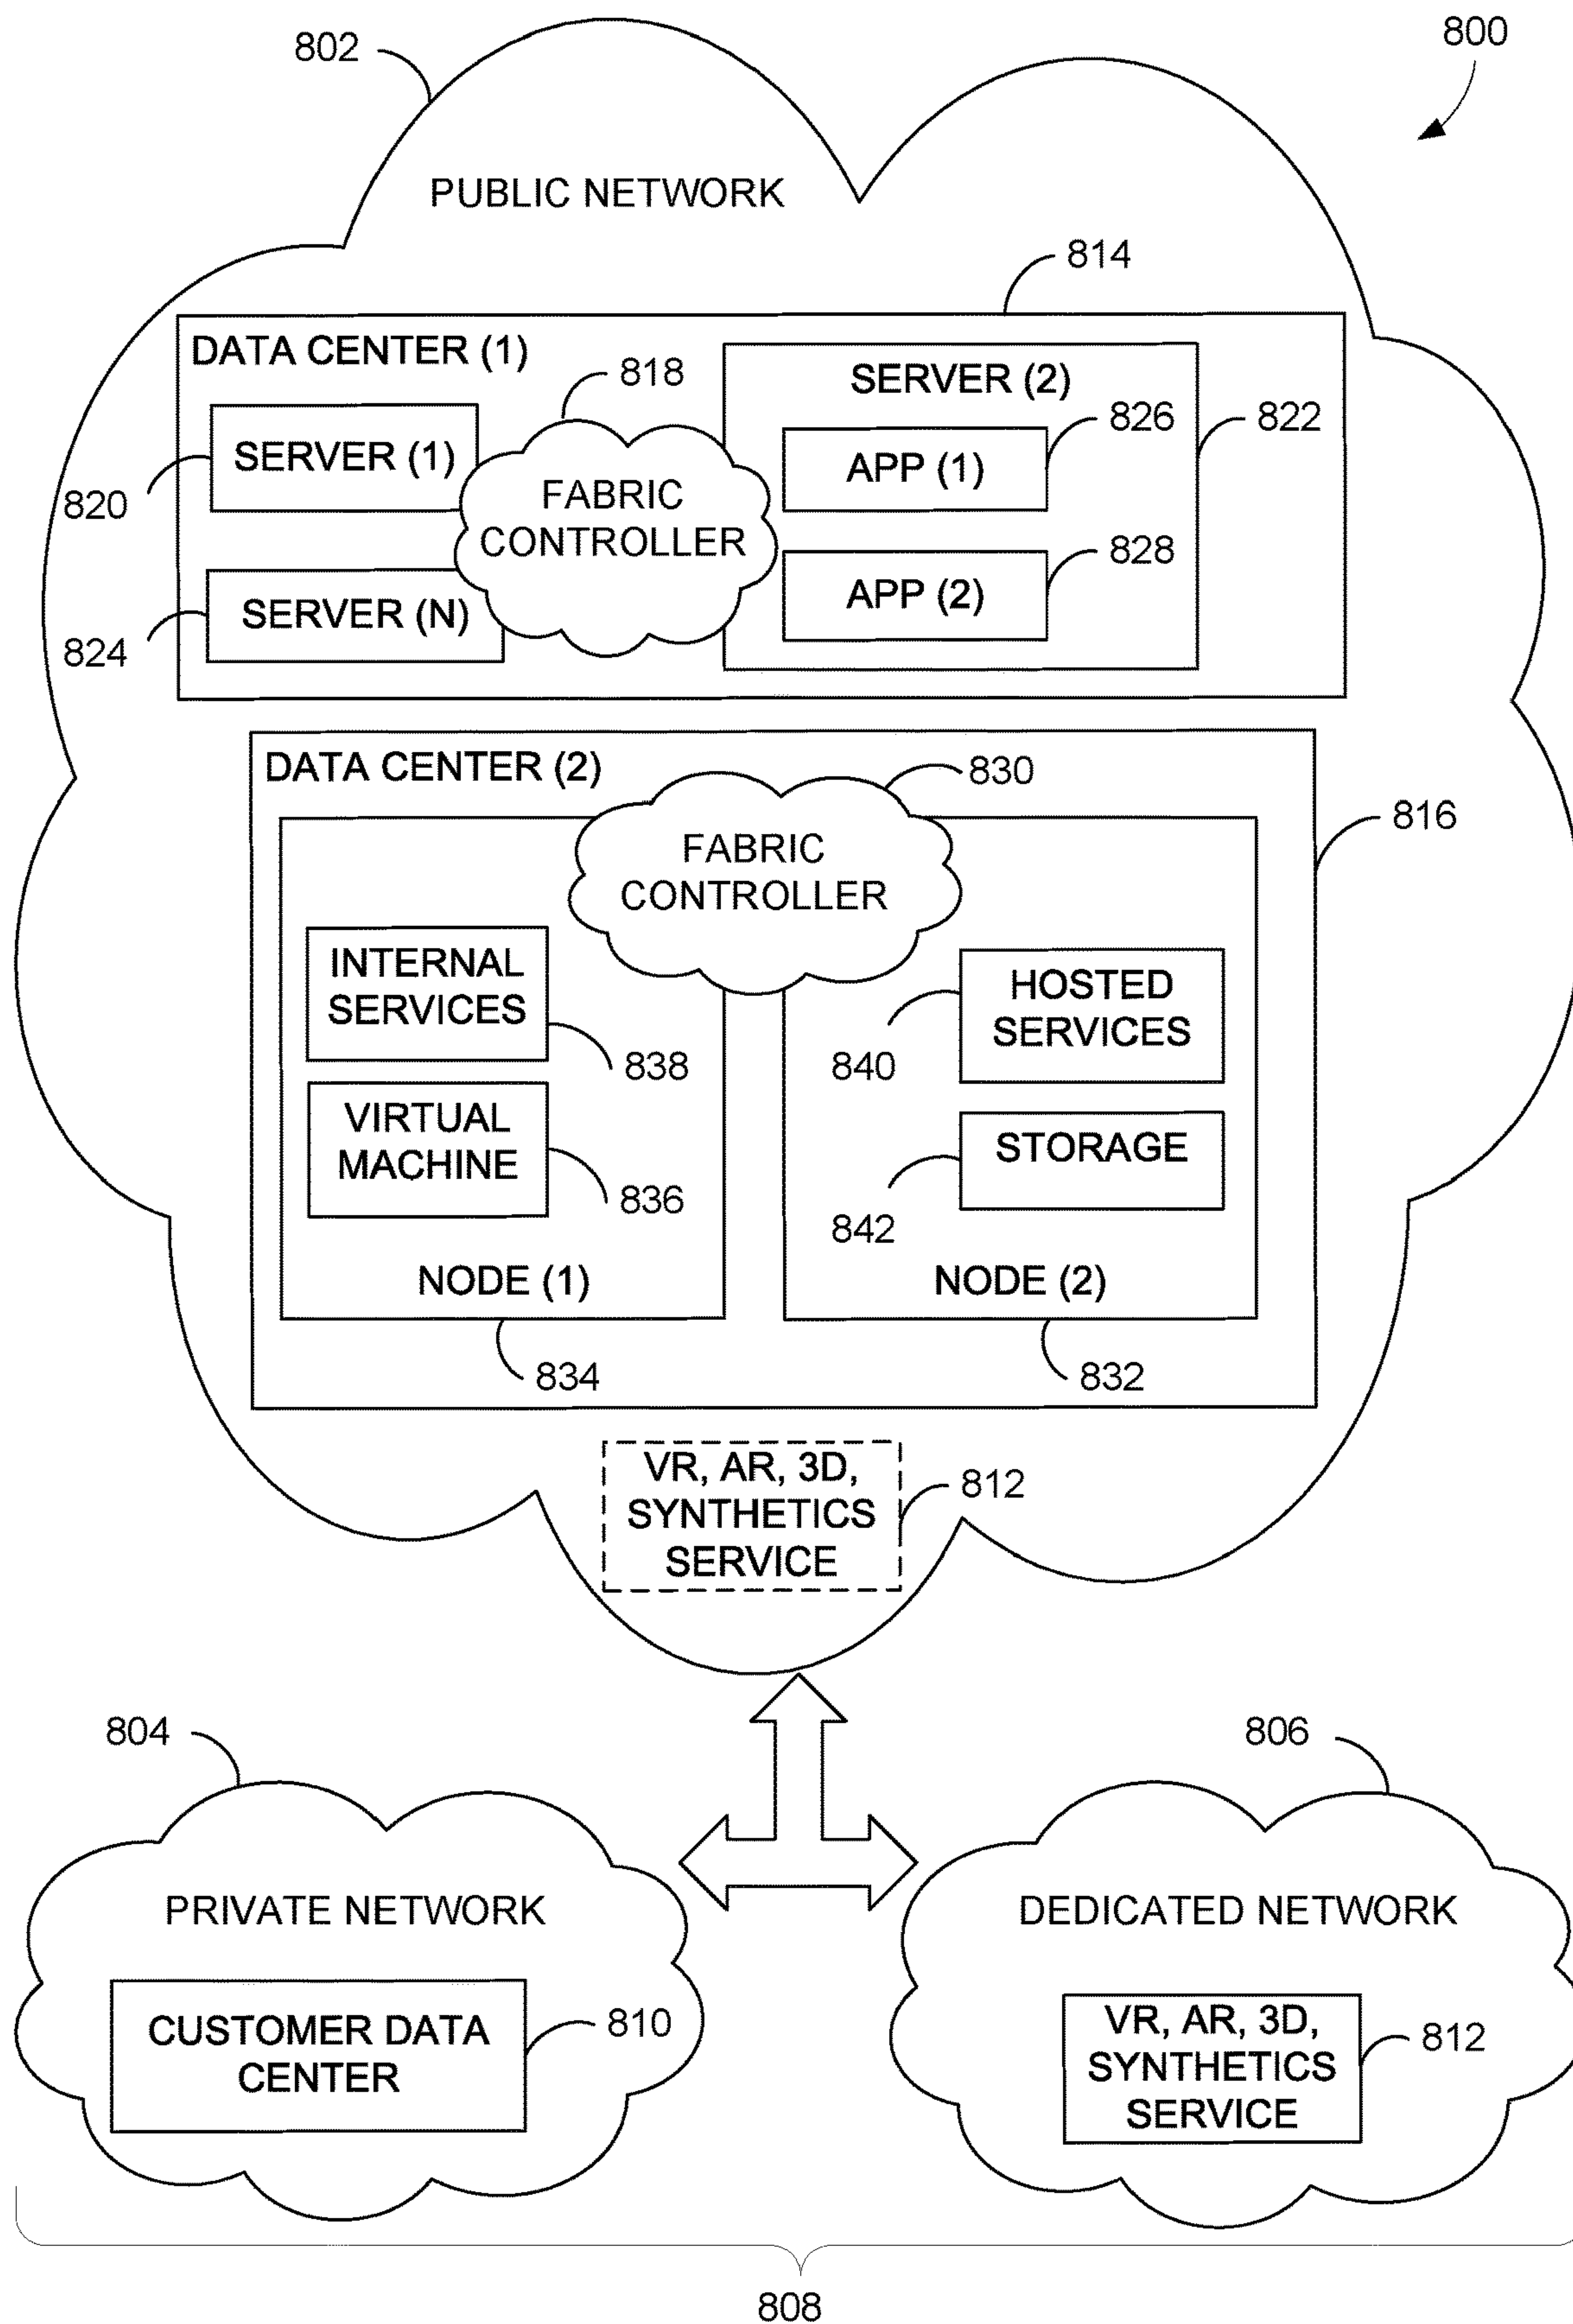 802
800
PUBLIC NETWORK
814
DATA CENTER (1)
818
SERVER (2)
826
822
SERVER (1)
APP (1)
820
FABRIC
CONTROLLER
828
SERVER (N)
APP (2)
824
DATA CENTER (2)
830
816
FABRIC
CONTROLLER
INTERNAL
SERVICES
838
HOSTED
SERVICES
840
VIRTUAL
MACHINE
836
STORAGE
842
NODE (1)
NODE (2)
834
832
VR, AR, 3D,
SYNTHETICS
SERVICE
812
804
806
PRIVATE NETWORK
DEDICATED NETWORK
CUSTOMER DATA
CENTER
810
VR, AR, 3D,
SYNTHETICS
SERVICE
812
808